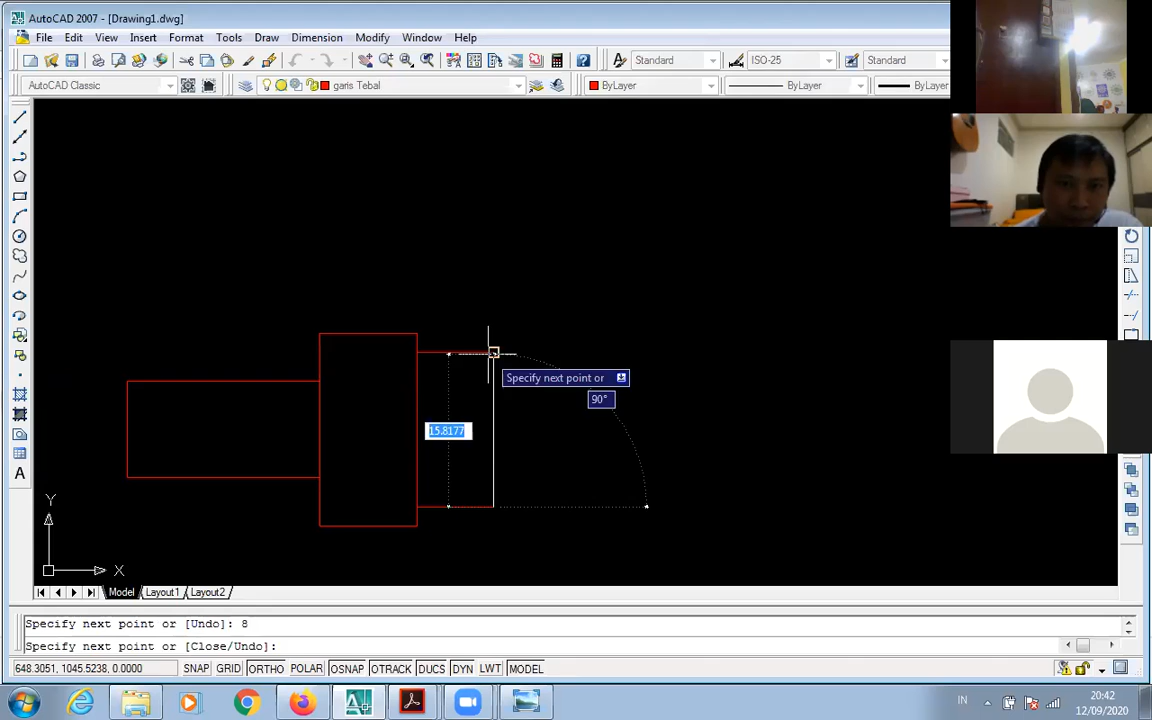 AutoCAD 2007 - [Drawing1.dwg]
File Edit View Insert Format Tools Draw Dimension Modify Window Help
Standard ISO-25 Standard
AutoCAD Classic garis Tebal ByLayer ByLayer ByLayer
A
Specify next point or
90°
15.8177
Y
X
Model Layout1 Layout2
Specify next point or [Undo]: 8
Specify next point or [Close/Undo]:
648.3051, 1045.5238, 0.0000 SNAP GRID ORTHO POLAR OSNAP OTRACK DUCS DYN LWT MODEL
IN
20:42
12/09/2020